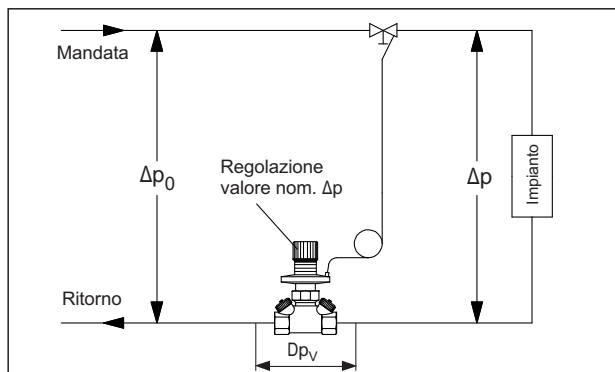 Mandata
Δp₀
Regolazione
valore nom. Δp
Δp
Impianto
Ritorno
Dpᵥ